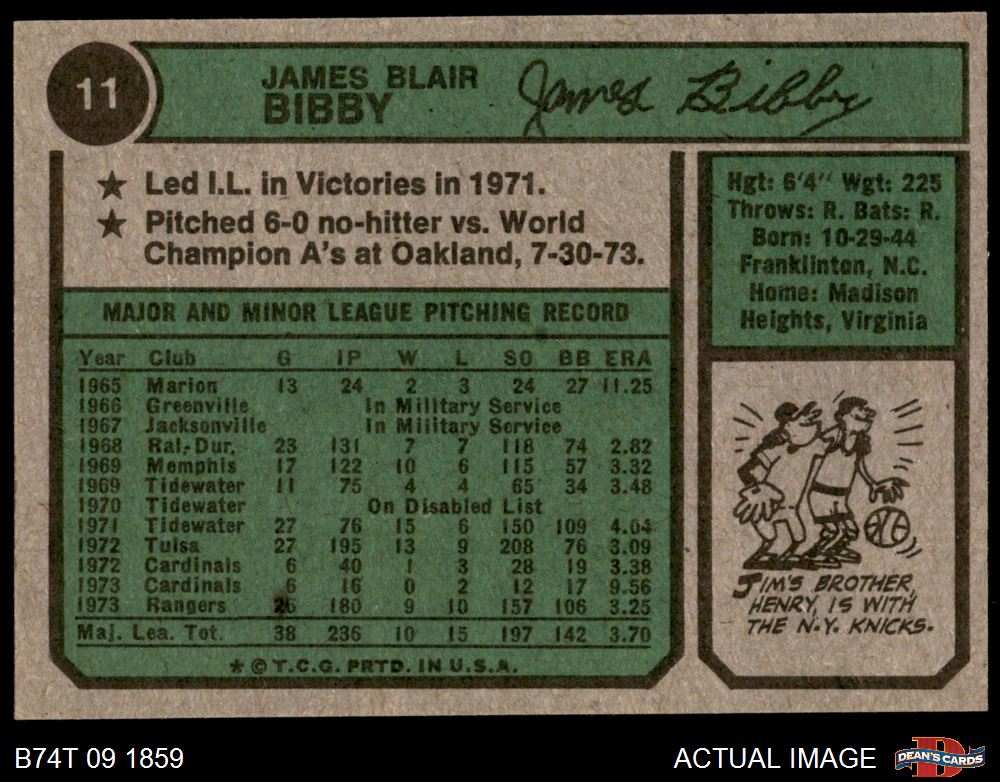 11
JAMES BLAIR
BIBBY
James Bibby
★ Led I.L. in Victories in 1971.
★ Pitched 6-0 no-hitter vs. World
Champion A's at Oakland, 7-30-73.
MAJOR AND MINOR LEAGUE PITCHING RECORD
Year Club G IP W L SO BB ERA
1965 Marion 13 24 2 3 24 27 11.25
1966 Greenville In Military Service
1967 Jacksonville In Military Service
1968 Ral.-Dur. 23 131 7 7 118 74 2.82
1969 Memphis 17 122 10 6 115 57 3.32
1969 Tidewater 11 75 4 4 65 34 3.48
1970 Tidewater On Disabled List
1971 Tidewater 27 76 15 6 150 109 4.04
1972 Tulsa 27 195 13 9 208 76 3.09
1972 Cardinals 6 40 1 3 28 19 3.38
1973 Cardinals 6 16 0 2 12 17 9.56
1973 Rangers 26 180 9 10 157 106 3.25
Maj. Lea. Tot. 38 236 10 15 197 142 3.70
* © T.C.G. PRTD. IN U.S.A.
Hgt: 6'4" Wgt: 225
Throws: R. Bats: R.
Born: 10-29-44
Franklinton, N.C.
Home: Madison
Heights, Virginia
JIM'S BROTHER,
HENRY, IS WITH
THE N.Y. KNICKS.
B74T 09 1859
ACTUAL IMAGE
D
DEAN'S CARDS